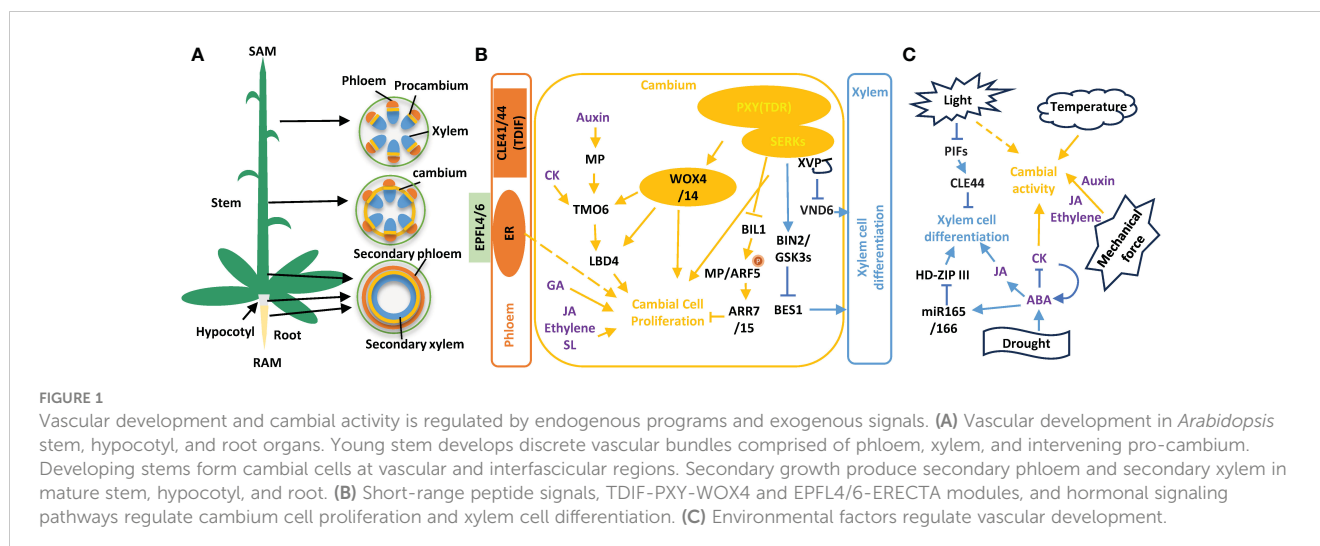 A
SAM
Phloem
Procambium
Xylem
cambium
Stem
Secondary phloem
Hypocotyl
Root
Secondary xylem
RAM
B
EPFL4/6
CLE41/44
(TDIF)
ER
Phloem
Cambium
PXY(TDR)
SERKs
Auxin
MP
CK
TMO6
WOX4
/14
XVP
VND6
LBD4
BIL1
P
BIN2/
GSK3s
MP/ARF5
GA
JA
Ethylene
SL
Cambial Cell
Proliferation
ARR7
/15
BES1
Xylem
Xylem cell
differentiation
C
Light
Temperature
PIFs
Cambial
activity
CLE44
Auxin
JA
Ethylene
Xylem cell
differentiation
Mechanical
force
HD-ZIP III
JA
CK
ABA
miR165
/166
Drought
FIGURE 1
Vascular development and cambial activity is regulated by endogenous programs and exogenous signals. (A) Vascular development in Arabidopsis
stem, hypocotyl, and root organs. Young stem develops discrete vascular bundles comprised of phloem, xylem, and intervening pro-cambium.
Developing stems form cambial cells at vascular and interfascicular regions. Secondary growth produce secondary phloem and secondary xylem in
mature stem, hypocotyl, and root. (B) Short-range peptide signals, TDIF-PXY-WOX4 and EPFL4/6-ERECTA modules, and hormonal signaling
pathways regulate cambium cell proliferation and xylem cell differentiation. (C) Environmental factors regulate vascular development.